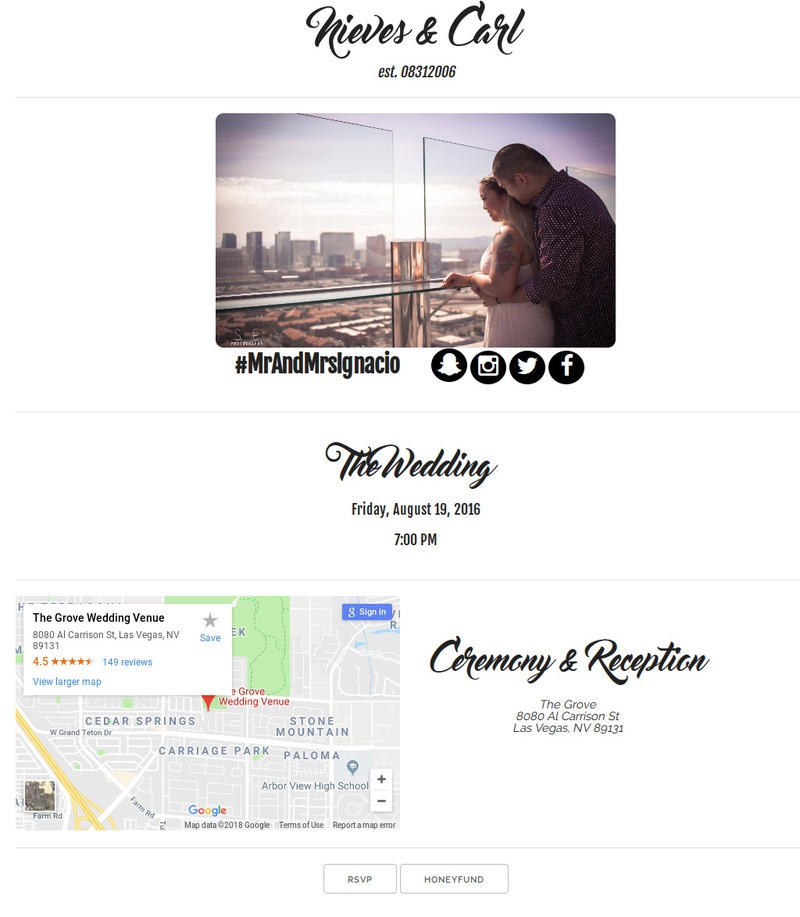 Nieves & Carl
est. 08312006
S E
PHOTOGRAPHY
#MrAndMrsIgnacio
The Wedding
Friday, August 19, 2016
7:00 PM
The Grove Wedding Venue
8080 Al Carrison St, Las Vegas, NV
89131
4.5
149 reviews
View larger map
Save
Sign in
EK
e Grove
Wedding Venue
CEDAR SPRINGS
W Grand Teton Dr
STONE
MOUNTAIN
CARRIAGE PARK
PALOMA
Arbor View High School
Farm Rd
Farm Rd
Google
Map data ©2018 Google
Terms of Use
Report a map error
Ceremony & Reception
The Grove
8080 Al Carrison St
Las Vegas, NV 89131
RSVP
HONEYFUND